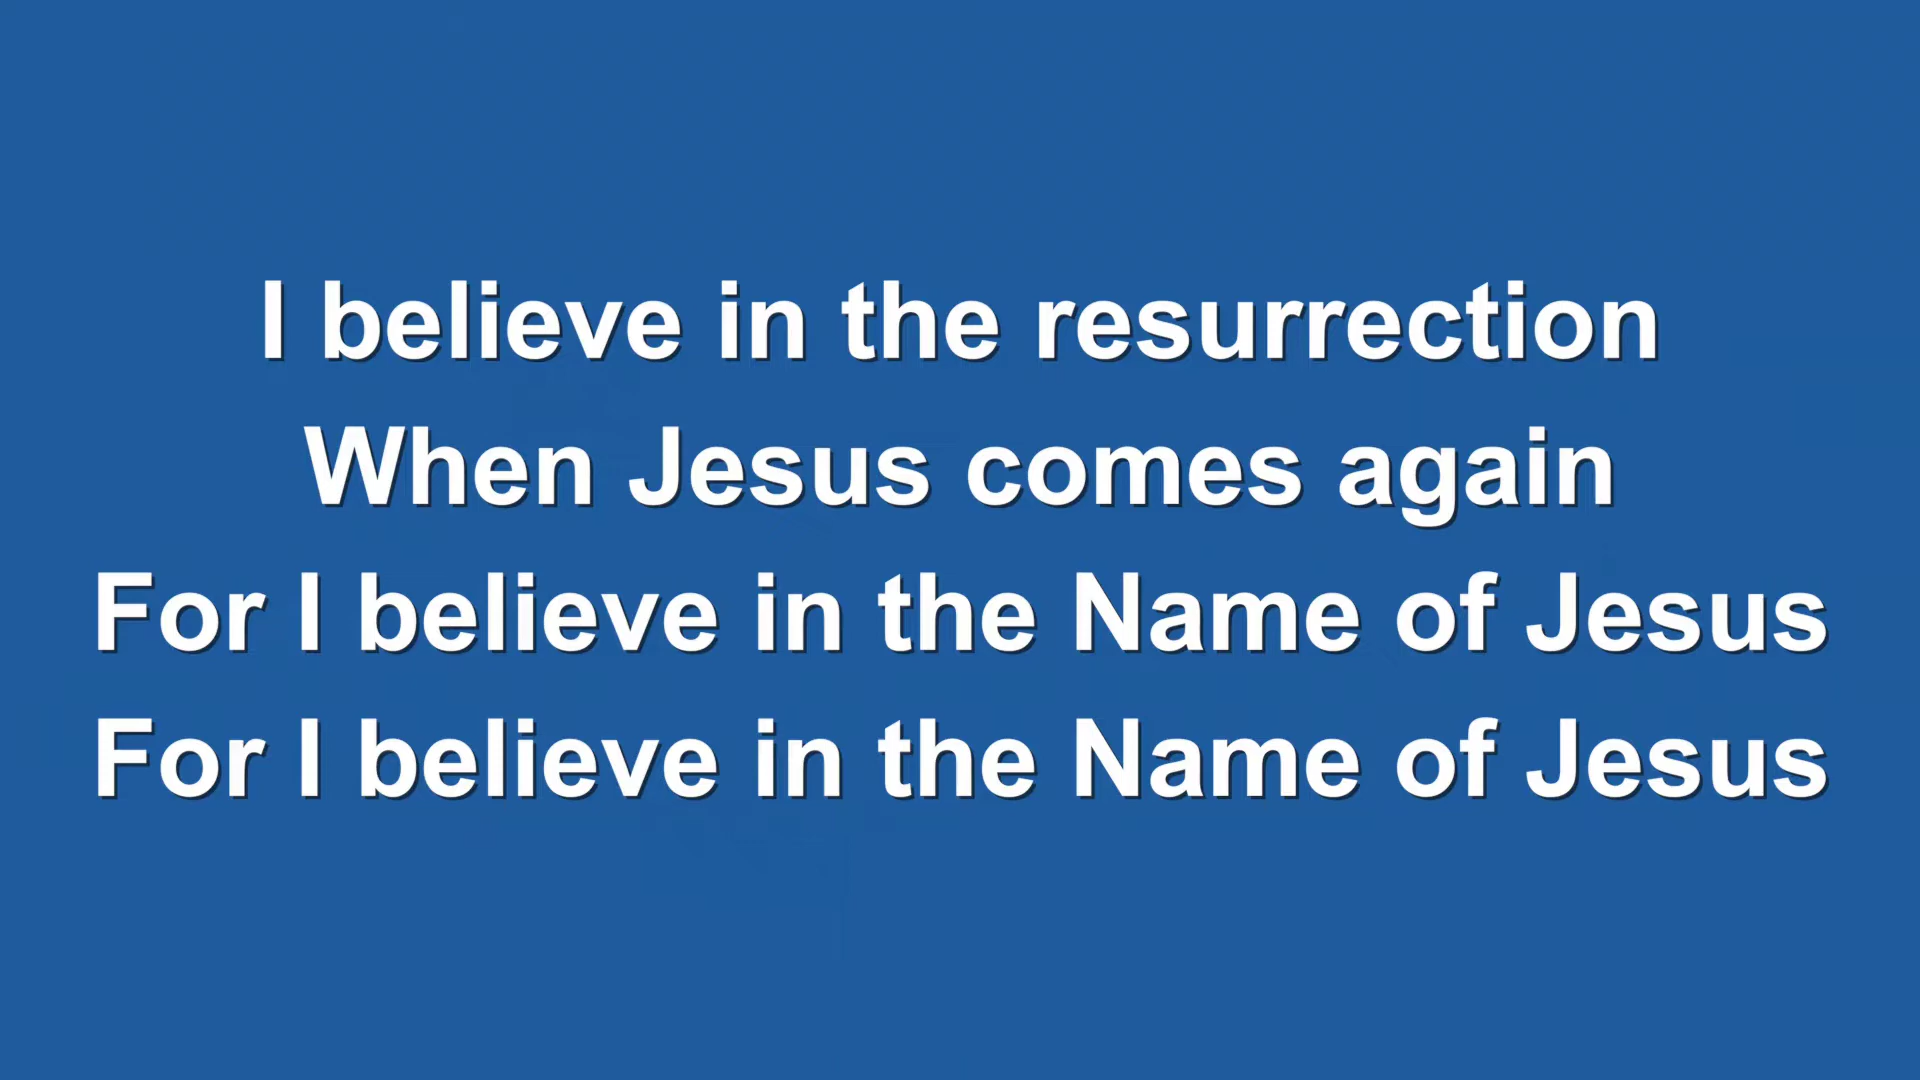 I believe in the resurrection
When Jesus comes again
For I believe in the Name of Jesus
For I believe in the Name of Jesus